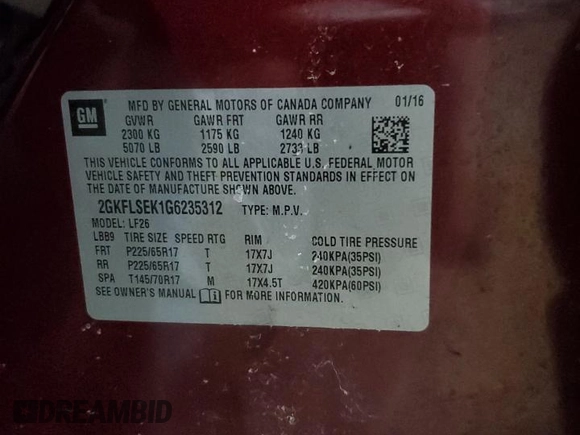 GM
MFD BY GENERAL MOTORS OF CANADA COMPANY 01/16
GVWR GAWR FRT GAWR RR
2300 KG 1175 KG 1240 KG
5070 LB 2590 LB 2733 LB
THIS VEHICLE CONFORMS TO ALL APPLICABLE U.S. FEDERAL MOTOR
VEHICLE SAFETY AND THEFT PREVENTION STANDARDS IN EFFECT ON
THE DATE OF MANUFACTURE SHOWN ABOVE.
2GKFLSEK1G6235312 TYPE: M.P.V.
MODEL: LF26
LBB9 TIRE SIZE SPEED RTG RIM COLD TIRE PRESSURE
FRT P225/65R17 T 17X7J 240KPA(35PSI)
RR P225/65R17 T 17X7J 240KPA(35PSI)
SPA T145/70R17 M 17X4.5T 420KPA(60PSI)
SEE OWNER'S MANUAL FOR MORE INFORMATION.
DREAMBID